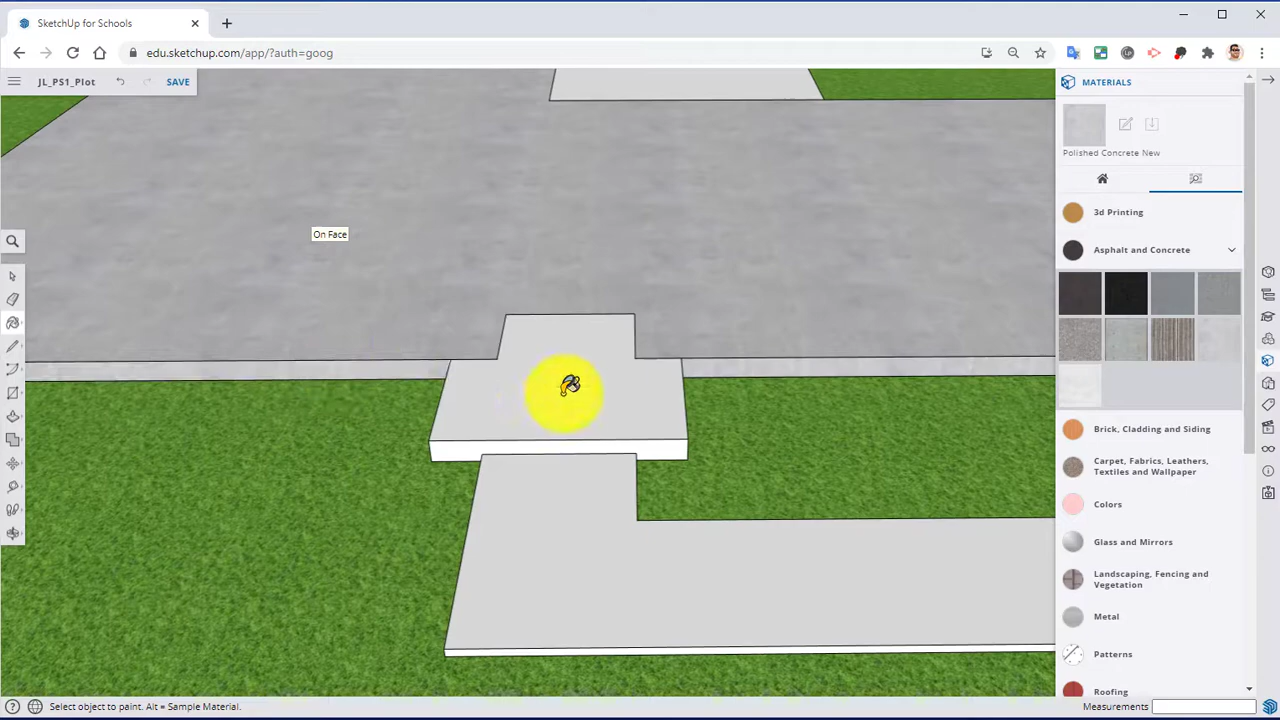 SketchUp for Schools
edu.sketchup.com/app/?auth=goog
JL_PS1_Plot
SAVE
MATERIALS
Polished Concrete New
3d Printing
On Face
Asphalt and Concrete
Brick, Cladding and Siding
Carpet, Fabrics, Leathers,
Textiles and Wallpaper
Colors
Glass and Mirrors
Landscaping, Fencing and
Vegetation
Metal
Patterns
Roofing
Select object to paint. Alt = Sample Material.
Measurements